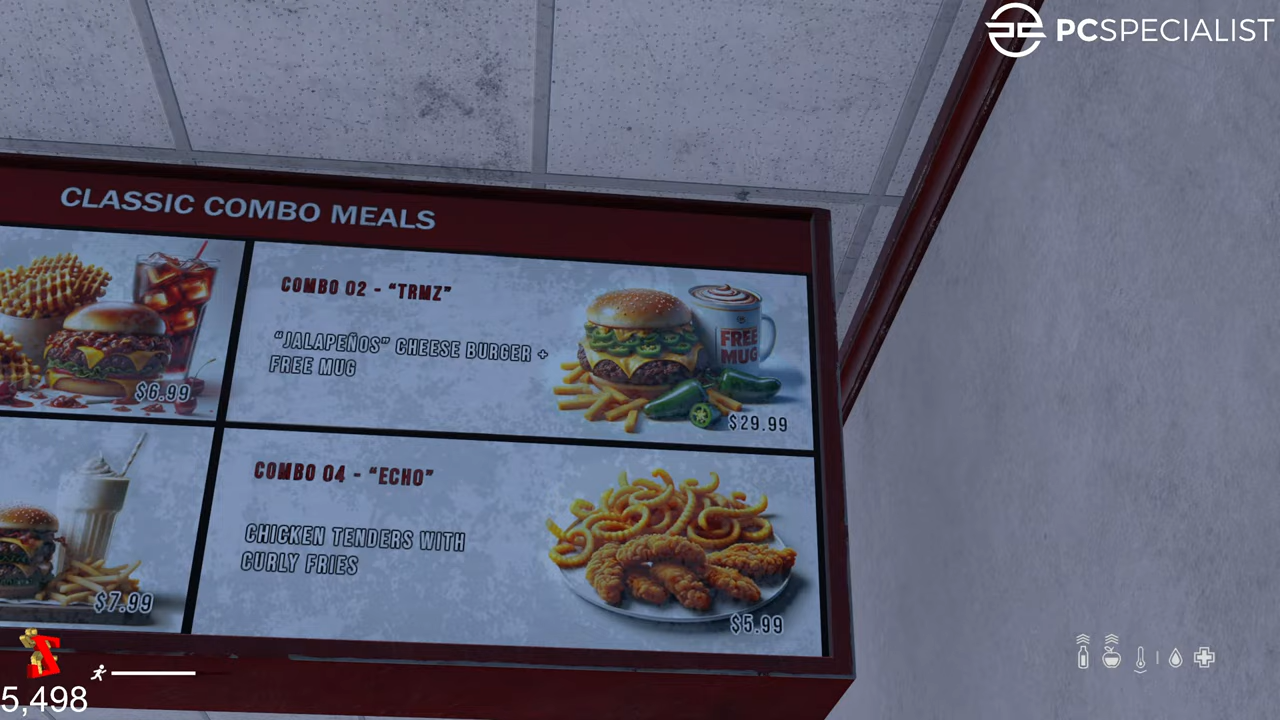 PCSPECIALIST
CLASSIC COMBO MEALS
$6.99
COMBO 02 - "TRMZ"
"JALAPEÑOS" CHEESE BURGER +
FREE MUG
FREE
MUG
$29.99
$7.99
COMBO 04 - "ECHO"
CHICKEN TENDERS WITH
CURLY FRIES
$5.99
Z
5,498